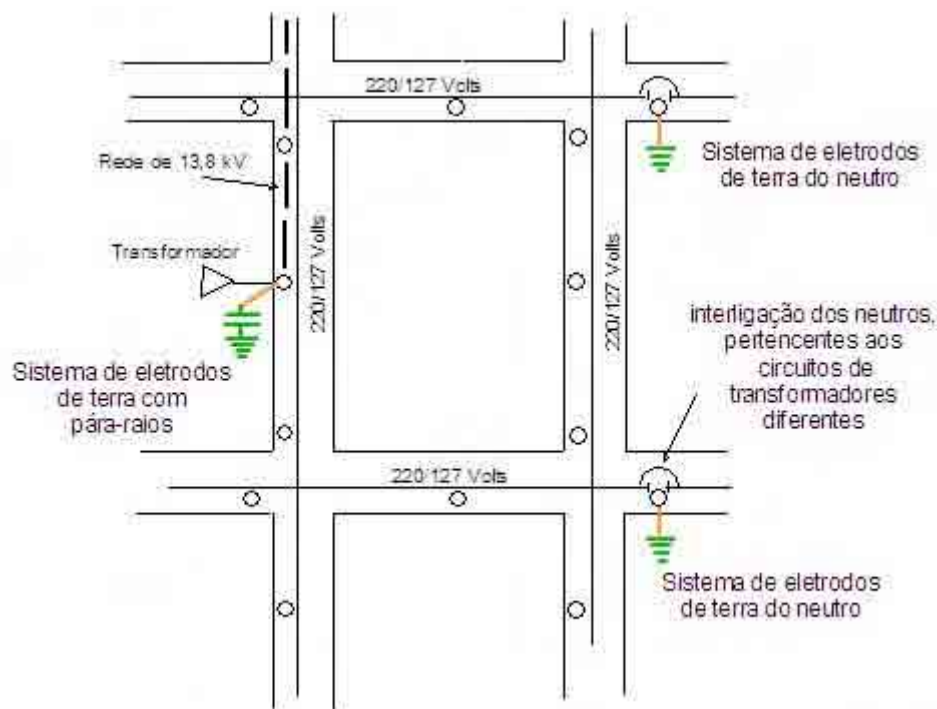 220/127 Volts
Rede de 13,8 kV
Sistema de eletrodos
de terra do neutro
Transformador
220/127 Volts
220/127 Volts
interligação dos neutros,
pertencentes aos
circuitos de
transformadores
diferentes
Sistema de eletrodos
de terra com
pára-raios
220/127 Volts
Sistema de eletrodos
de terra do neutro